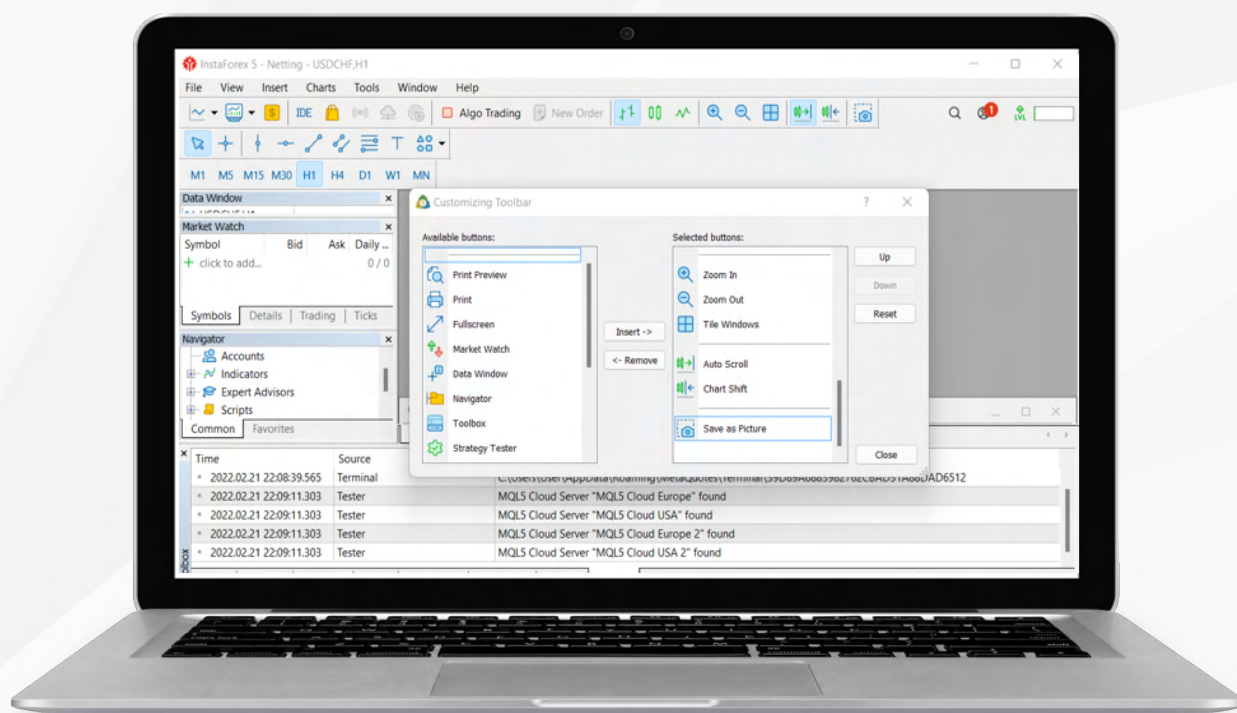 InstaForex 5 - Netting - USDCHF,H1
File View Insert Charts Tools Window Help
IDE Algo Trading New Order 1 LVL
T
M1 M5 M15 M30 H1 H4 D1 W1 MN
Data Window
Market Watch
Symbol Bid Ask Daily ...
click to add... 0 / 0
Symbols Details Trading Ticks
Navigator
Accounts
Indicators
Expert Advisors
Scripts
Common Favorites
Customizing Toolbar
Available buttons:
Print Preview
Print
Fullscreen
Market Watch
Data Window
Navigator
Toolbox
Strategy Tester
Insert ->
<- Remove
Selected buttons:
Zoom In
Zoom Out
Tile Windows
Auto Scroll
Chart Shift
Save as Picture
Up
Down
Reset
Close
Time Source
2022.02.21 22:08:39.565 Terminal
2022.02.21 22:09:11.303 Tester MQL5 Cloud Server "MQL5 Cloud Europe" found
2022.02.21 22:09:11.303 Tester MQL5 Cloud Server "MQL5 Cloud USA" found
2022.02.21 22:09:11.303 Tester MQL5 Cloud Server "MQL5 Cloud Europe 2" found
2022.02.21 22:09:11.303 Tester MQL5 Cloud Server "MQL5 Cloud USA 2" found